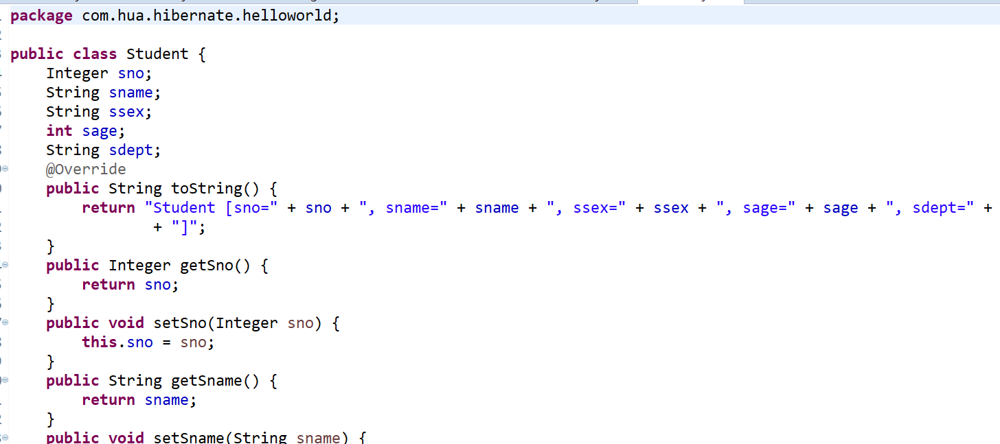 package com.hua.hibernate.helloworld;
public class Student {
    Integer sno;
    String sname;
    String ssex;
    int sage;
    String sdept;
    @Override
    public String toString() {
        return "Student [sno=" + sno + ", sname=" + sname + ", ssex=" + ssex + ", sage=" + sage + ", sdept=" +
                + "]";
    }
    public Integer getSno() {
        return sno;
    }
    public void setSno(Integer sno) {
        this.sno = sno;
    }
    public String getSname() {
        return sname;
    }
    public void setSname(String sname) {